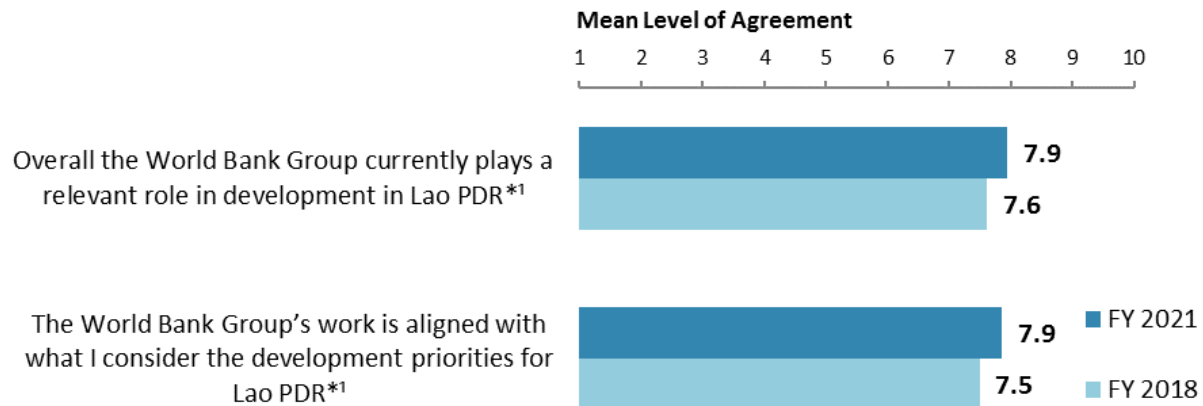 Mean Level of Agreement
1 2 3 4 5 6 7 8 9 10
Overall the World Bank Group currently plays a
relevant role in development in Lao PDR*¹
7.9
7.6
The World Bank Group’s work is aligned with
what I consider the development priorities for
Lao PDR*¹
7.9
7.5
FY 2021
FY 2018